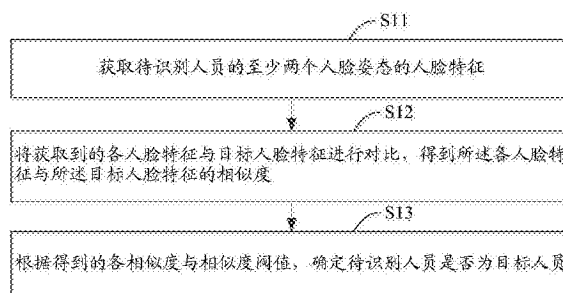 S11
获取待识别人员的至少两个人脸姿态的人脸特征
S12
将获取到的各人脸特征与目标人脸特征进行对比，得到所述各人脸特
征与所述目标人脸特征的相似度
S13
根据得到的各相似度与相似度阀值，确定待识别人员是否为目标人员